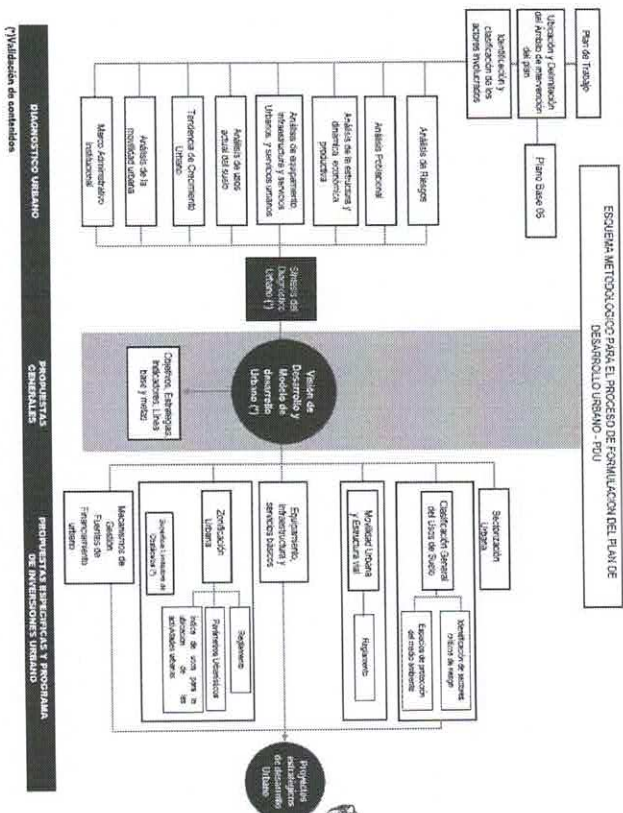 ESQUEMA METODOLOGICO PARA EL PROCESO DE FORMULACION DEL PLAN DE
DESARROLLO URBANO - PDU
Plan de Trabajo
Ubicación y Delimitación
del Ámbito de intervención
del plan
Identificación y
clasificación de los
actores involucrados
Plano Base 05
Análisis de Riesgos
Análisis Poblacional
Análisis de la estructura y
dinámica económica
productiva
Análisis de equipamiento,
infraestructura y servicios
Urbanos, y servicios urbanos
Análisis de usos
actual del suelo
Tendencia de Crecimiento
Urbano
Análisis de la
movilidad urbana
Marco Administrativo
institucional
Síntesis del
Diagnostico
Urbano (*)
Visión de
Desarrollo y
Modelo de
desarrollo
Urbano (*)
Objetivos, Estrategias,
Indicadores, Línea
base y metas
Sectorización
Urbana
Clasificación General
del Usos de Suelo
Identificación de sectores
críticos de riesgo
Espacios de protección
del medio ambiente
Movilidad Urbana
y Estructura vial
Reglamento
Equipamiento,
infraestructura y
servicios básicos
Zonificación
Urbana
Reglamento
Parámetros Urbanísticos
Índice de usos para la
ubicación de las
actividades urbanas
Superficie Limitadora de
Mecanismos de
Gestión
Fuentes de
Financiamiento
urbano
Proyectos
estratégicos
de desarrollo
Urbano
DIAGNOSTICO URBANO
PROPUESTAS
GENERALES
PROPUESTAS ESPECIFICAS Y PROGRAMA
DE INVERSIONES URBANO
(*)Validación de contenidos